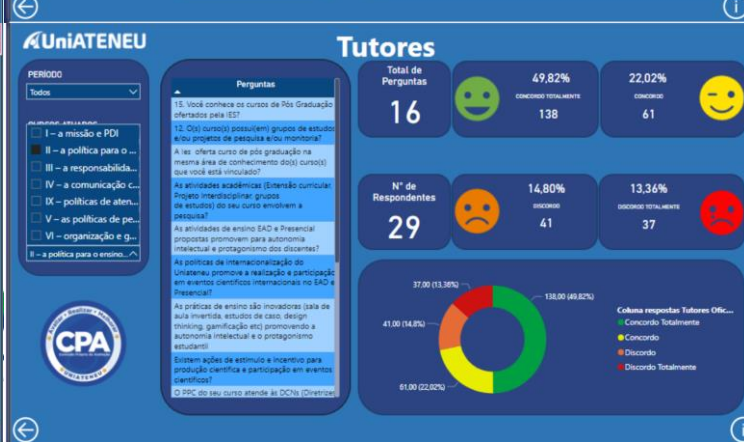 UniATENEU
Tutores
PERÍODO
Todos
I – a missão e PDI
II – a política para o ...
III – a responsabilida...
IV – a comunicação c...
IX – políticas de aten...
V – as políticas de pe...
VI – organização e g...
II – a política para o ensino...
CPA
UNIATENEU
Perguntas
15. Você conhece os cursos de Pós Graduação
ofertados pela IES?
12. O(s) curso(s) possui(em) grupos de estudos
e/ou projetos de pesquisa e/ou monitoria?
A ies oferta curso de pós graduação na
mesma área de conhecimento do(s) curso(s)
que você está vinculado?
As atividades acadêmicas (Extensão curricular,
Projeto Interdisciplinar, grupos
de estudos) do seu curso envolvem a
pesquisa?
As atividades de ensino EAD e Presencial
propostas promovem para autonomia
intelectual e protagonismo dos discentes?
As políticas de internacionalização do
Uniateneu promove a realização e participação
em eventos científicos internacionais no EAD e
Presencial?
As práticas de ensino são inovadoras (sala de
aula invertida, estudos de caso, design
thinking, gamificação etc) promovendo a
autonomia intelectual e o protagonismo
estudantil
Existem ações de estímulo e incentivo para
produção científica e participação em eventos
científicos?
O PPC do seu curso atende às DCNs (Diretrizes
Total de
Perguntas
16
49,82%
CONCORDO TOTALMENTE
138
22,02%
CONCORDO
61
N° de
Respondentes
29
14,80%
DISCORDO
41
13,36%
DISCORDO TOTALMENTE
37
37,00 (13,36%)
138,00 (49,82%)
41,00 (14,8%)
61,00 (22,02%)
Coluna respostas Tutores Ofic...
Concordo Totalmente
Concordo
Discordo
Discordo Totalmente